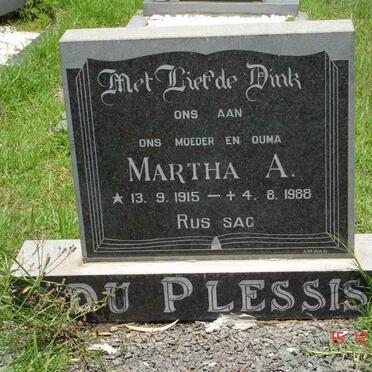 Met Liefde Dink
ONS AAN
ONS MOEDER EN OUMA
MARTHA A.
★ 13. 9. 1915 — + 4. 8. 1988
RUS SAG
DU PLESSIS